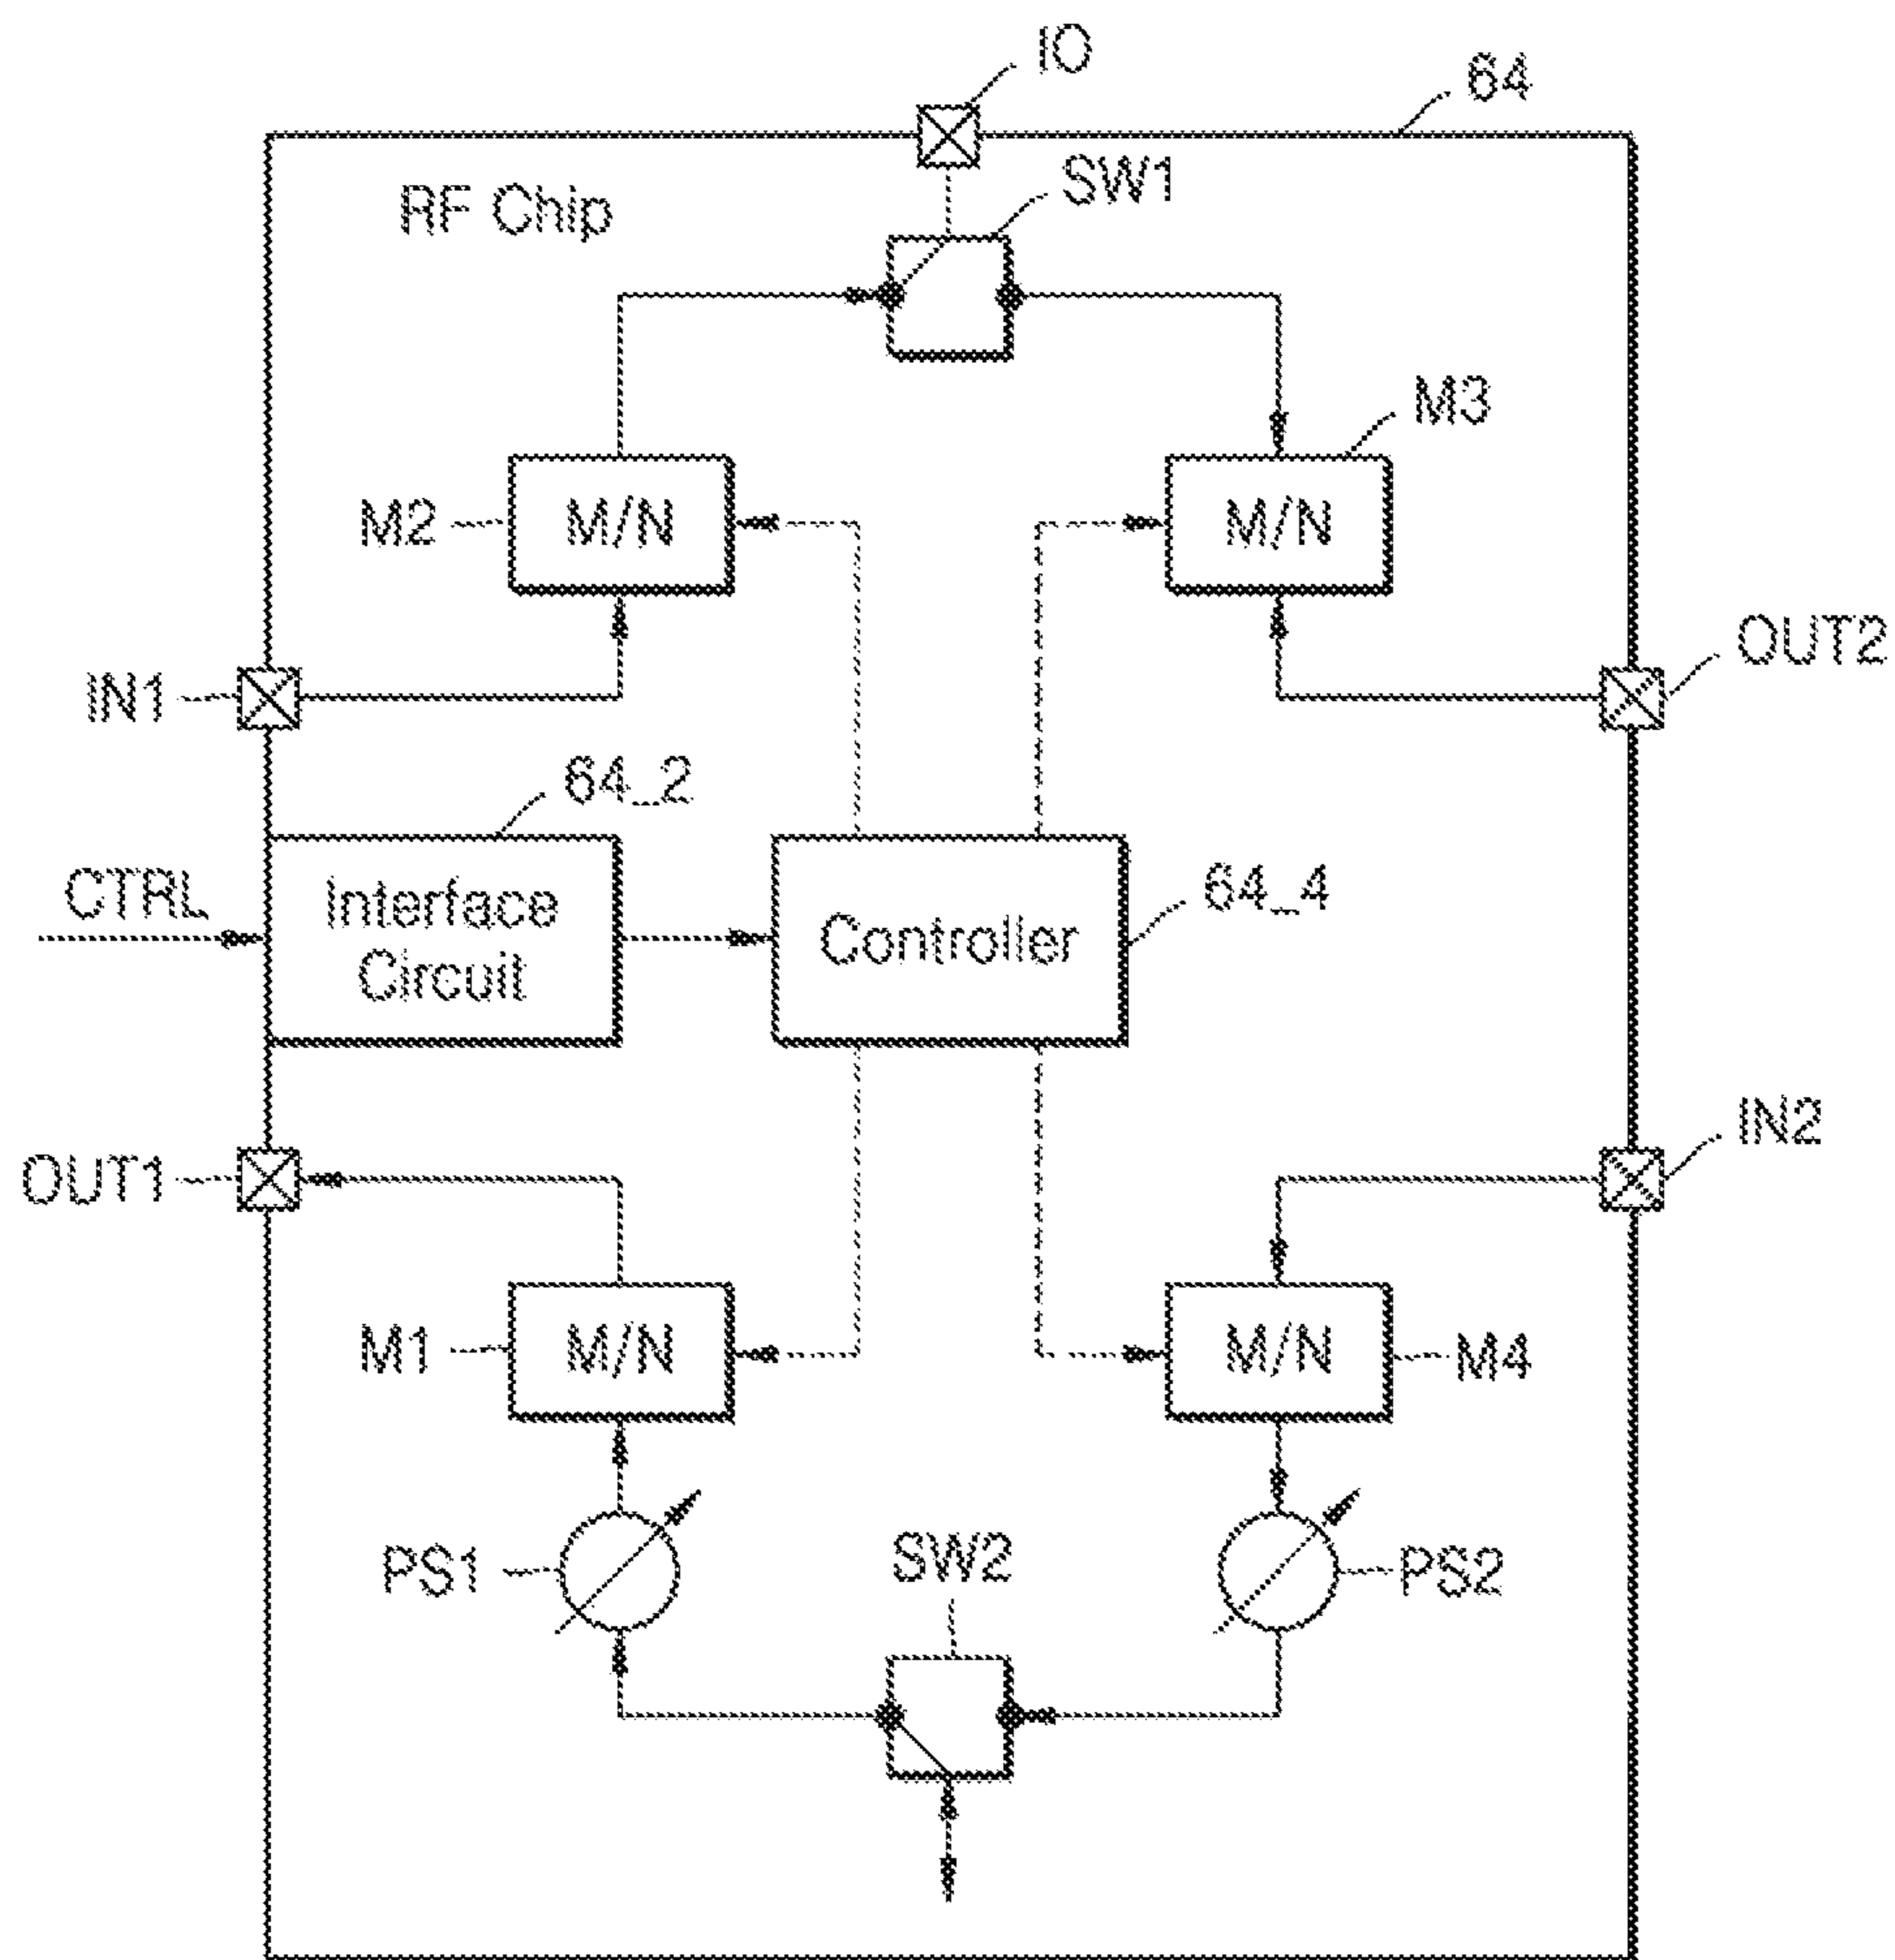 IO
64
RF Chip
SW1
M3
M2
M/N
M/N
OUT2
IN1
64_2
CTRL
Interface
Circuit
Controller
64_4
IN2
OUT1
M1
M/N
M/N
M4
PS1
SW2
PS2